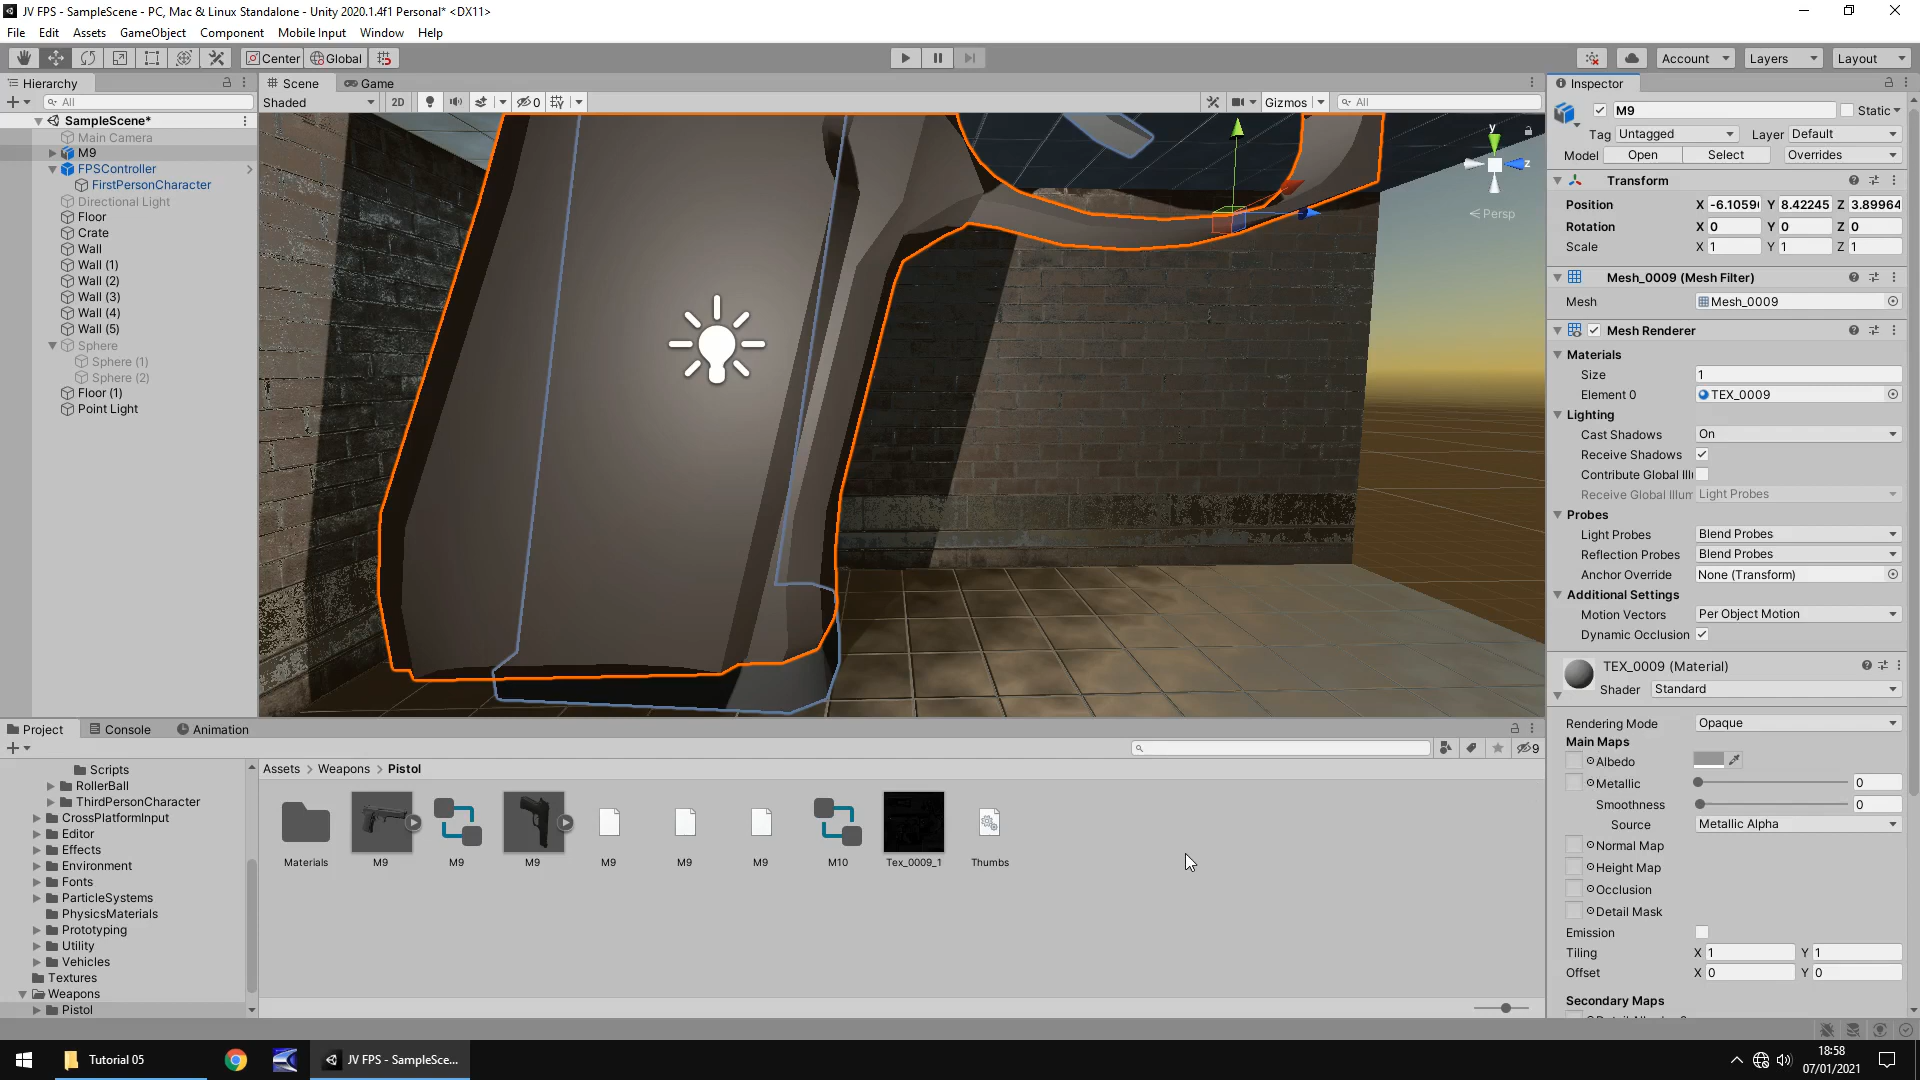 JV FPS - SampleScene - PC, Mac & Linux Standalone - Unity 2020.1.4f1 Personal* <DX11>
File Edit Assets GameObject Component Mobile Input Window Help
Center Global Account Layers Layout
Hierarchy
All
SampleScene*
Main Camera
M9
FPSController
FirstPersonCharacter
Directional Light
Floor
Crate
Wall
Wall (1)
Wall (2)
Wall (3)
Wall (4)
Wall (5)
Sphere
Sphere (1)
Sphere (2)
Floor (1)
Point Light
Scene Game
Shaded 2D 0 Gizmos All
y
z
Persp
Inspector
M9 Static
Tag Untagged Layer Default
Model Open Select Overrides
Transform
Position X -6.1059 Y 8.42245 Z 3.89964
Rotation X 0 Y 0 Z 0
Scale X 1 Y 1 Z 1
Mesh_0009 (Mesh Filter)
Mesh Mesh_0009
Mesh Renderer
Materials
Size 1
Element 0 TEX_0009
Lighting
Cast Shadows On
Receive Shadows
Contribute Global Illu
Receive Global Illum Light Probes
Probes
Light Probes Blend Probes
Reflection Probes Blend Probes
Anchor Override None (Transform)
Additional Settings
Motion Vectors Per Object Motion
Dynamic Occlusion
TEX_0009 (Material)
Shader Standard
Rendering Mode Opaque
Main Maps
Albedo
Metallic 0
Smoothness 0
Source Metallic Alpha
Normal Map
Height Map
Occlusion
Detail Mask
Emission
Tiling X 1 Y 1
Offset X 0 Y 0
Secondary Maps
Project Console Animation
9
Scripts
RollerBall
ThirdPersonCharacter
CrossPlatformInput
Editor
Effects
Environment
Fonts
ParticleSystems
PhysicsMaterials
Prototyping
Utility
Vehicles
Textures
Weapons
Pistol
Assets > Weapons > Pistol
Materials M9 M9 M9 M9 M9 M9 M10 Tex_0009_1 Thumbs
Tutorial 05
JV FPS - SampleSce...
18:58
07/01/2021